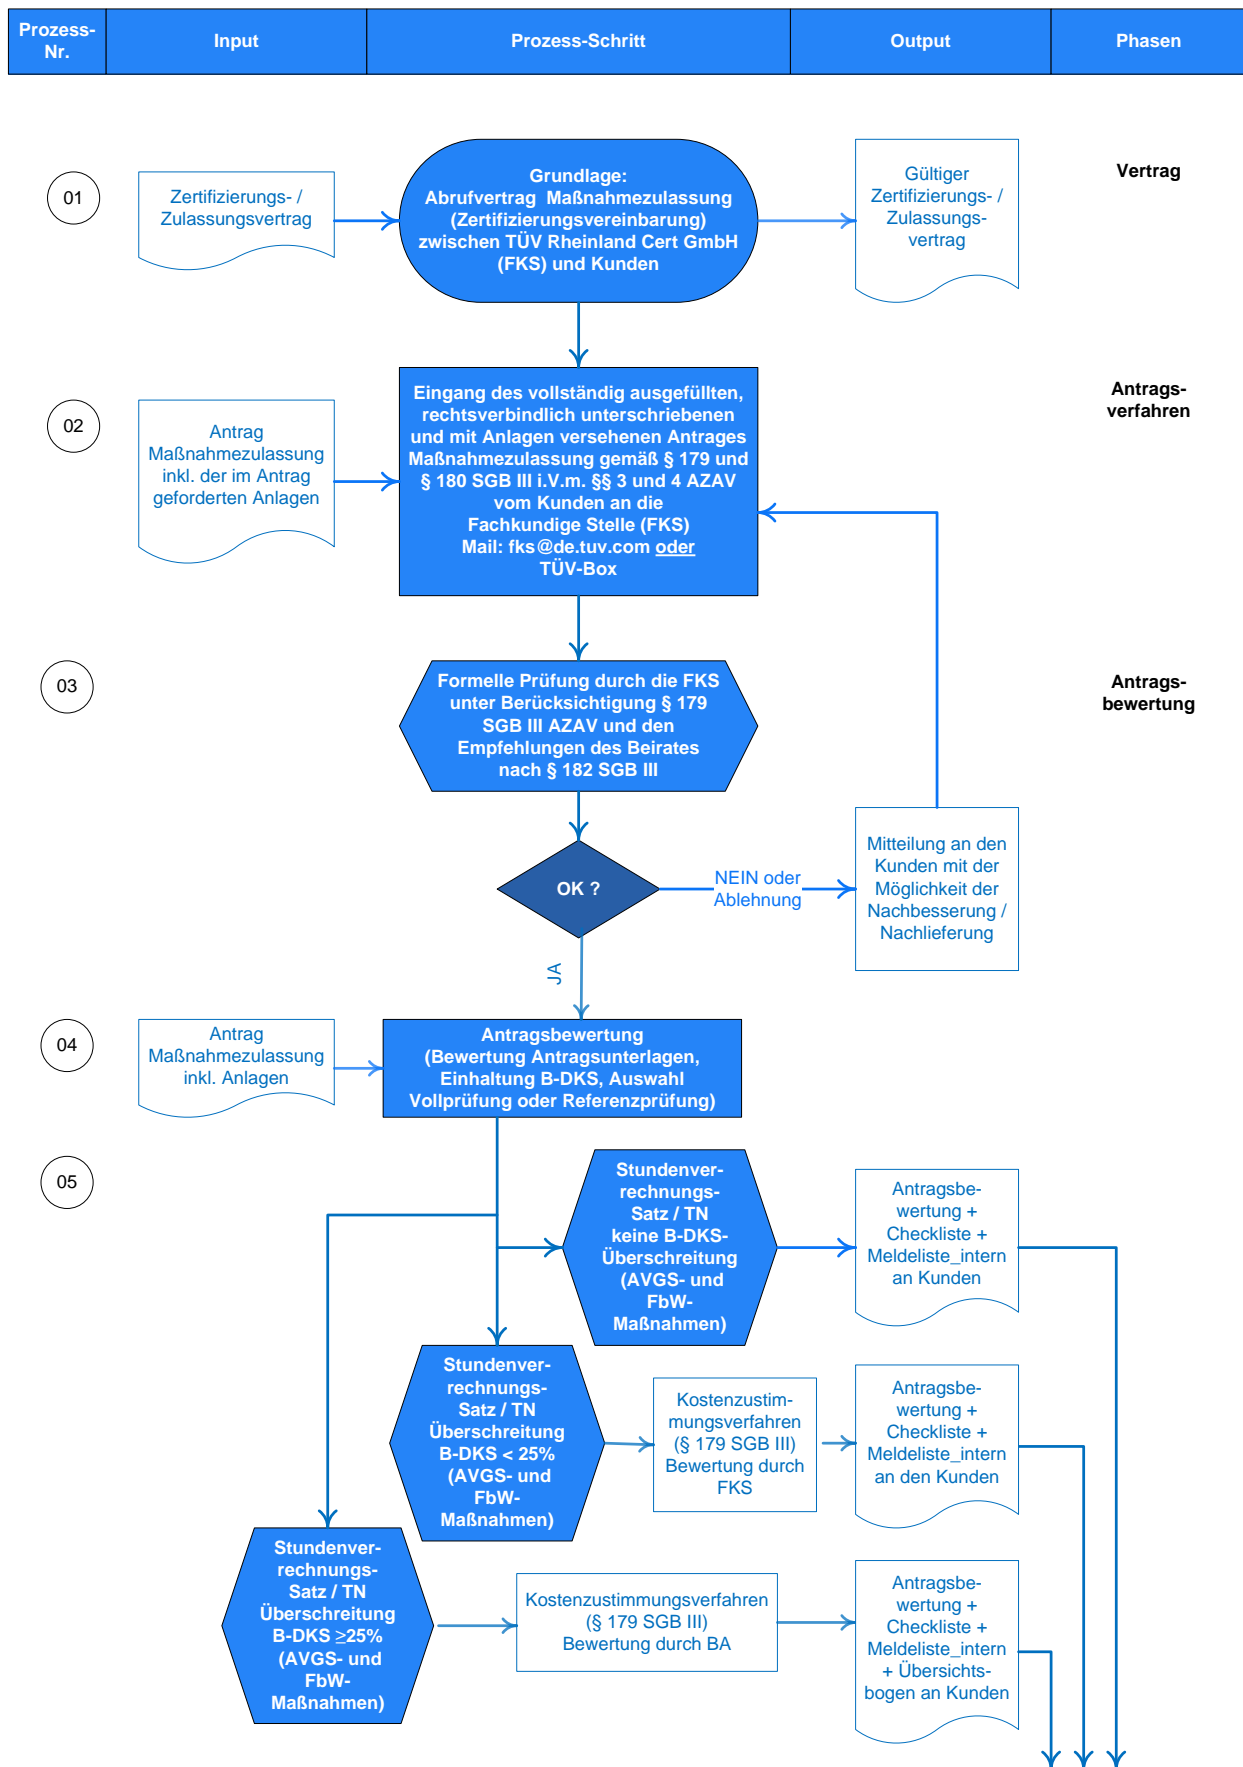 Prozess-
Nr.
Input
Prozess-Schritt
Output
Phasen
01
Zertifizierungs- /
Zulassungsvertrag
Grundlage:
Abrufvertrag Maßnahmezulassung
(Zertifizierungsvereinbarung)
zwischen TÜV Rheinland Cert GmbH
(FKS) und Kunden
Gültiger
Zertifizierungs- /
Zulassungs-
vertrag
Vertrag
02
Antrag
Maßnahmezulassung
inkl. der im Antrag
geforderten Anlagen
Eingang des vollständig ausgefüllten,
rechtsverbindlich unterschriebenen
und mit Anlagen versehenen Antrages
Maßnahmezulassung gemäß § 179 und
§ 180 SGB III i.V.m. §§ 3 und 4 AZAV
vom Kunden an die
Fachkundige Stelle (FKS)
Mail: fks@de.tuv.com oder
TÜV-Box
Antrags-
verfahren
03
Formelle Prüfung durch die FKS
unter Berücksichtigung § 179
SGB III AZAV und den
Empfehlungen des Beirates
nach § 182 SGB III
Antrags-
bewertung
OK ?
NEIN oder
Ablehnung
Mitteilung an den
Kunden mit der
Möglichkeit der
Nachbesserung /
Nachlieferung
JA
04
Antrag
Maßnahmezulassung
inkl. Anlagen
Antragsbewertung
(Bewertung Antragsunterlagen,
Einhaltung B-DKS, Auswahl
Vollprüfung oder Referenzprüfung)
05
Stundenver-
rechnungs-
Satz / TN
keine B-DKS-
Überschreitung
(AVGS- und
FbW-
Maßnahmen)
Antragsbe-
wertung +
Checkliste +
Meldeliste_intern
an Kunden
Stundenver-
rechnungs-
Satz / TN
Überschreitung
B-DKS < 25%
(AVGS- und
FbW-
Maßnahmen)
Kostenzustim-
mungsverfahren
(§ 179 SGB III)
Bewertung durch
FKS
Antragsbe-
wertung +
Checkliste +
Meldeliste_intern
an den Kunden
Stundenver-
rechnungs-
Satz / TN
Überschreitung
B-DKS ≥25%
(AVGS- und
FbW-
Maßnahmen)
Kostenzustimmungsverfahren
(§ 179 SGB III)
Bewertung durch BA
Antragsbe-
wertung +
Checkliste +
Meldeliste_intern
+ Übersichts-
bogen an Kunden